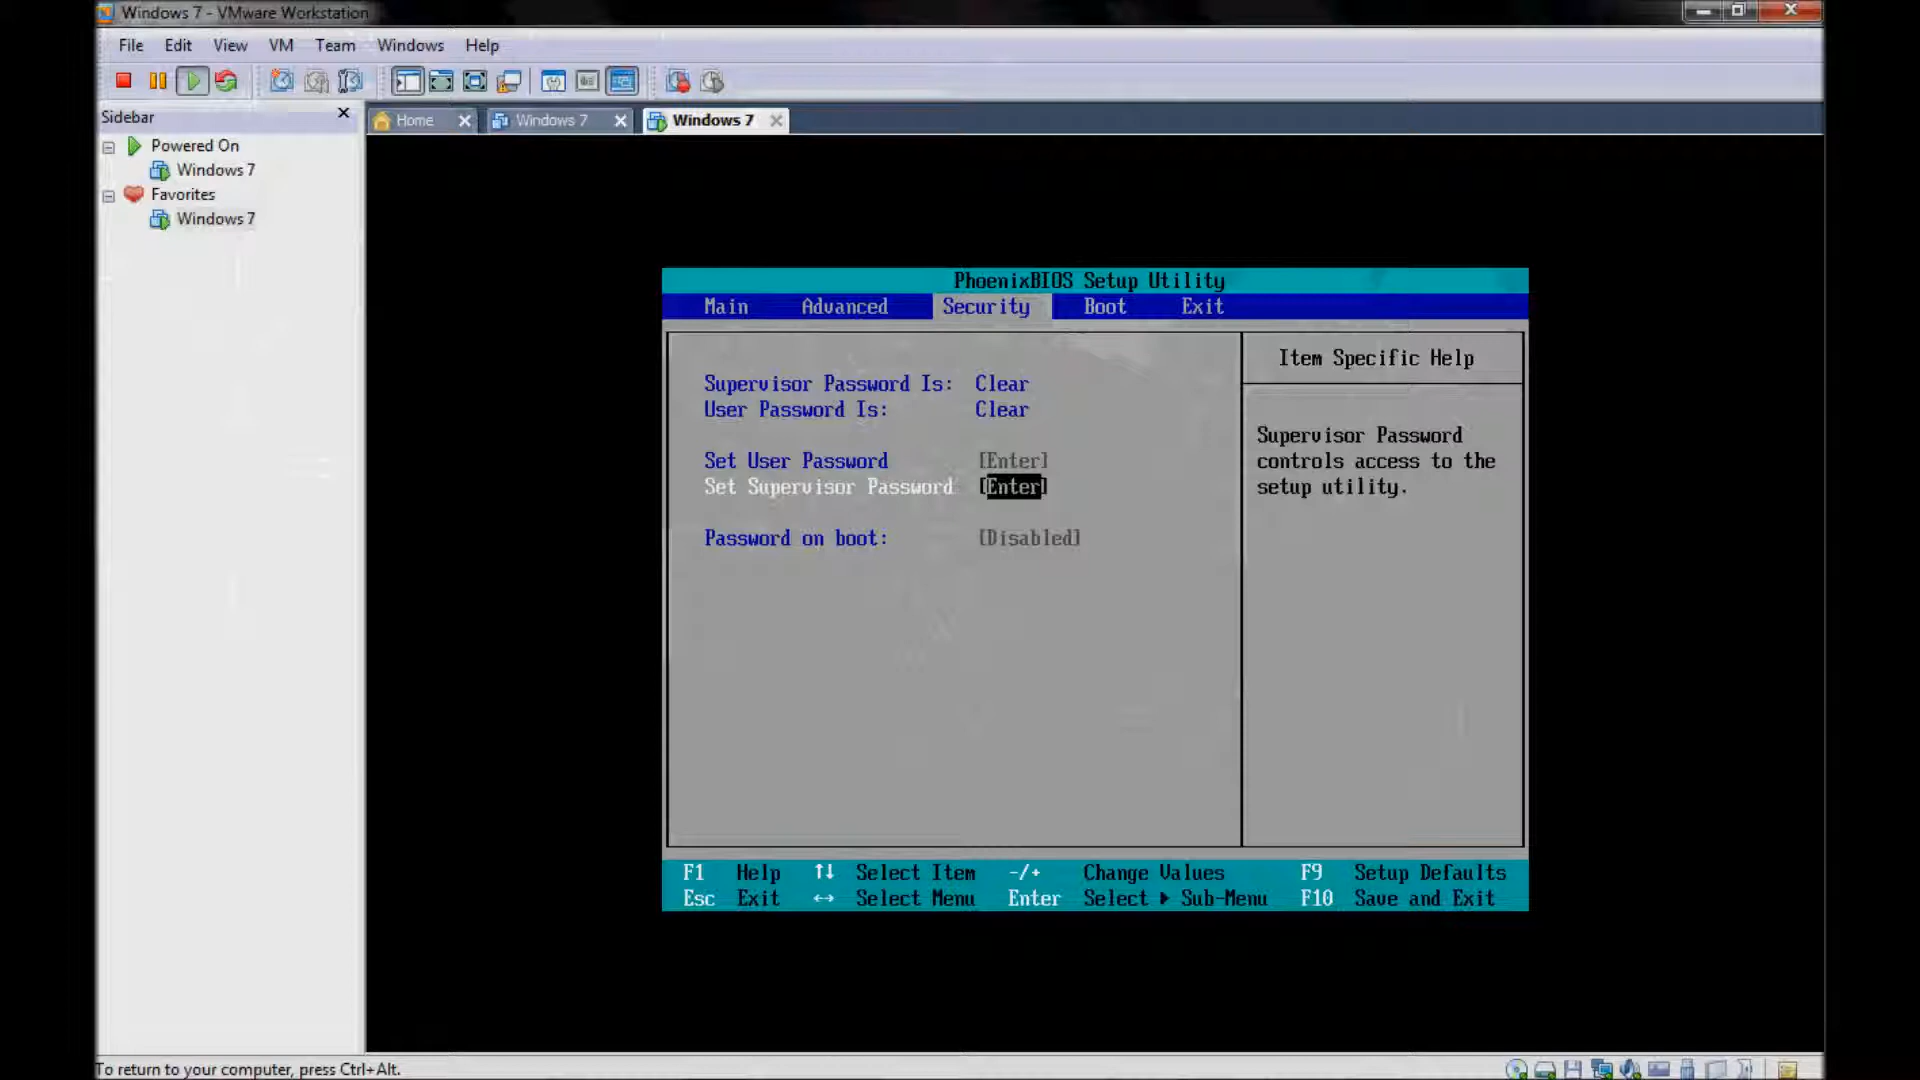 Windows 7 - VMware Workstation
File Edit View VM Team Windows Help
Sidebar
Powered On
Windows 7
Favorites
Windows 7
Home Windows 7 Windows 7
PhoenixBIOS Setup Utility
Main Advanced Security Boot Exit
Supervisor Password Is: Clear
User Password Is: Clear
Set User Password [Enter]
Set Supervisor Password [Enter]
Password on boot: [Disabled]
Item Specific Help
Supervisor Password
controls access to the
setup utility.
F1 Help ↑↓ Select Item -/+ Change Values F9 Setup Defaults
Esc Exit ↔ Select Menu Enter Select ▶ Sub-Menu F10 Save and Exit
To return to your computer, press Ctrl+Alt.